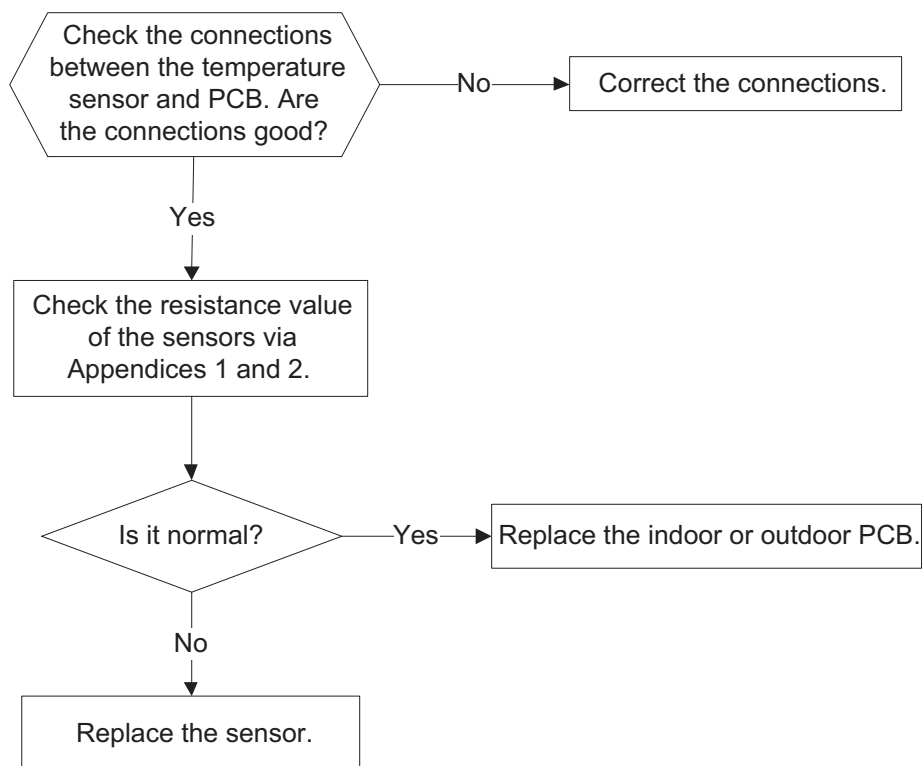 Check the connections
between the temperature
sensor and PCB. Are
the connections good?
No
Correct the connections.
Yes
Check the resistance value
of the sensors via
Appendices 1 and 2.
Is it normal?
Yes
Replace the indoor or outdoor PCB.
No
Replace the sensor.